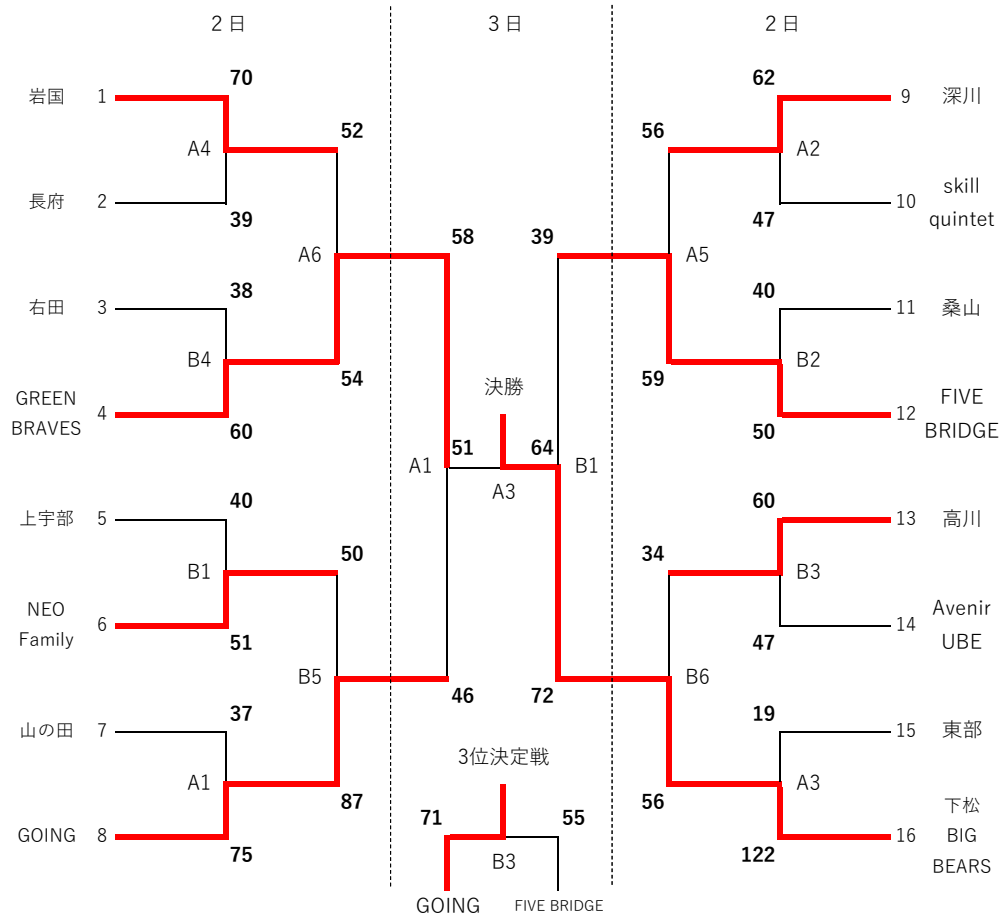 2 日
3 日
2 日
70
62
岩国
1
9
深川
52
56
A4
A2
長府
2
10
skill
quintet
39
47
58
39
A6
A5
38
40
右田
3
11
桑山
B4
B2
54
59
決勝
GREEN
BRAVES
4
12
FIVE
BRIDGE
60
50
51
64
A1
B1
A3
40
60
上宇部
5
13
高川
50
34
B1
B3
NEO
Family
6
14
Avenir
UBE
51
47
B5
B6
46
72
37
19
山の田
7
15
東部
3位決定戦
A1
A3
87
56
71
55
GOING
8
16
下松
BIG
BEARS
75
122
B3
GOING
FIVE BRIDGE